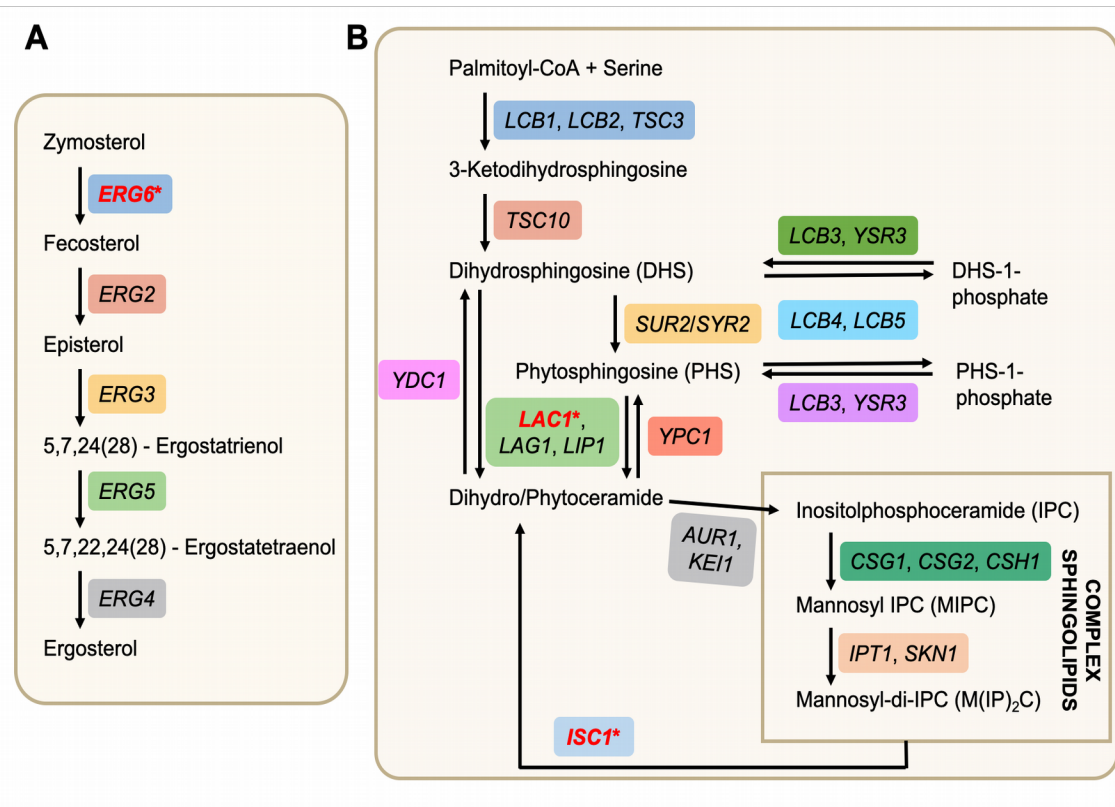 A
Zymosterol
ERG6*
Fecosterol
ERG2
Episterol
ERG3
5,7,24(28) - Ergostatrienol
ERG5
5,7,22,24(28) - Ergostatetraenol
ERG4
Ergosterol
B
Palmitoyl-CoA + Serine
LCB1, LCB2, TSC3
3-Ketodihydrosphingosine
TSC10
LCB3, YSR3
Dihydrosphingosine (DHS)
DHS-1-
phosphate
SUR2/SYR2
LCB4, LCB5
YDC1
Phytosphingosine (PHS)
PHS-1-
phosphate
LCB3, YSR3
LAC1*,
LAG1, LIP1
YPC1
Dihydro/Phytoceramide
AUR1,
KEI1
Inositolphosphoceramide (IPC)
CSG1, CSG2, CSH1
Mannosyl IPC (MIPC)
IPT1, SKN1
Mannosyl-di-IPC (M(IP)₂C)
COMPLEX
SPHINGOLIPIDS
ISC1*